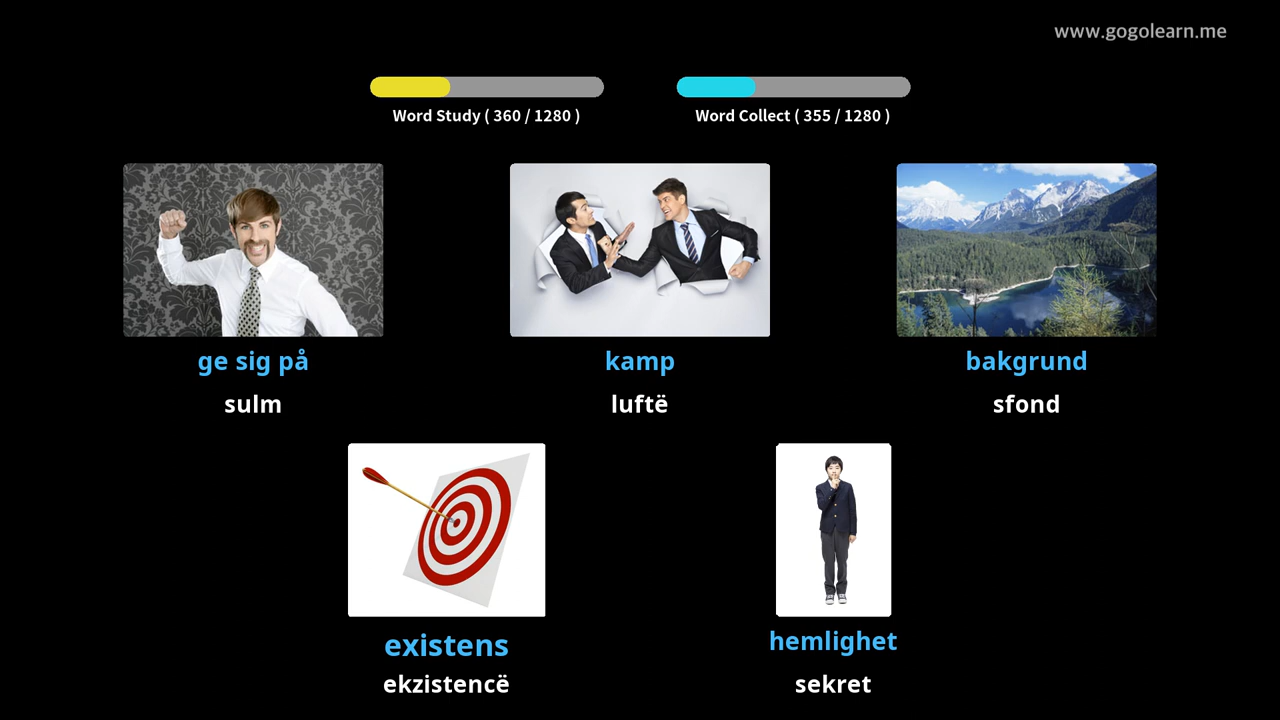 www.gogolearn.me
Word Study ( 360 / 1280 )
Word Collect ( 355 / 1280 )
ge sig på
sulm
kamp
luftë
bakgrund
sfond
existens
ekzistencë
hemlighet
sekret